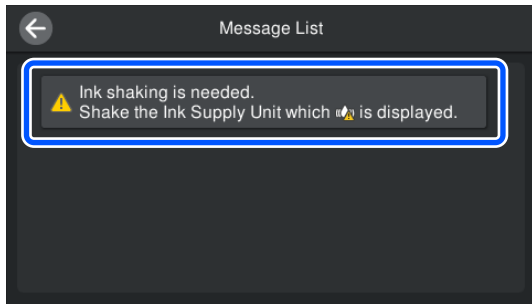 Message List
Ink shaking is needed.
Shake the Ink Supply Unit which is displayed.